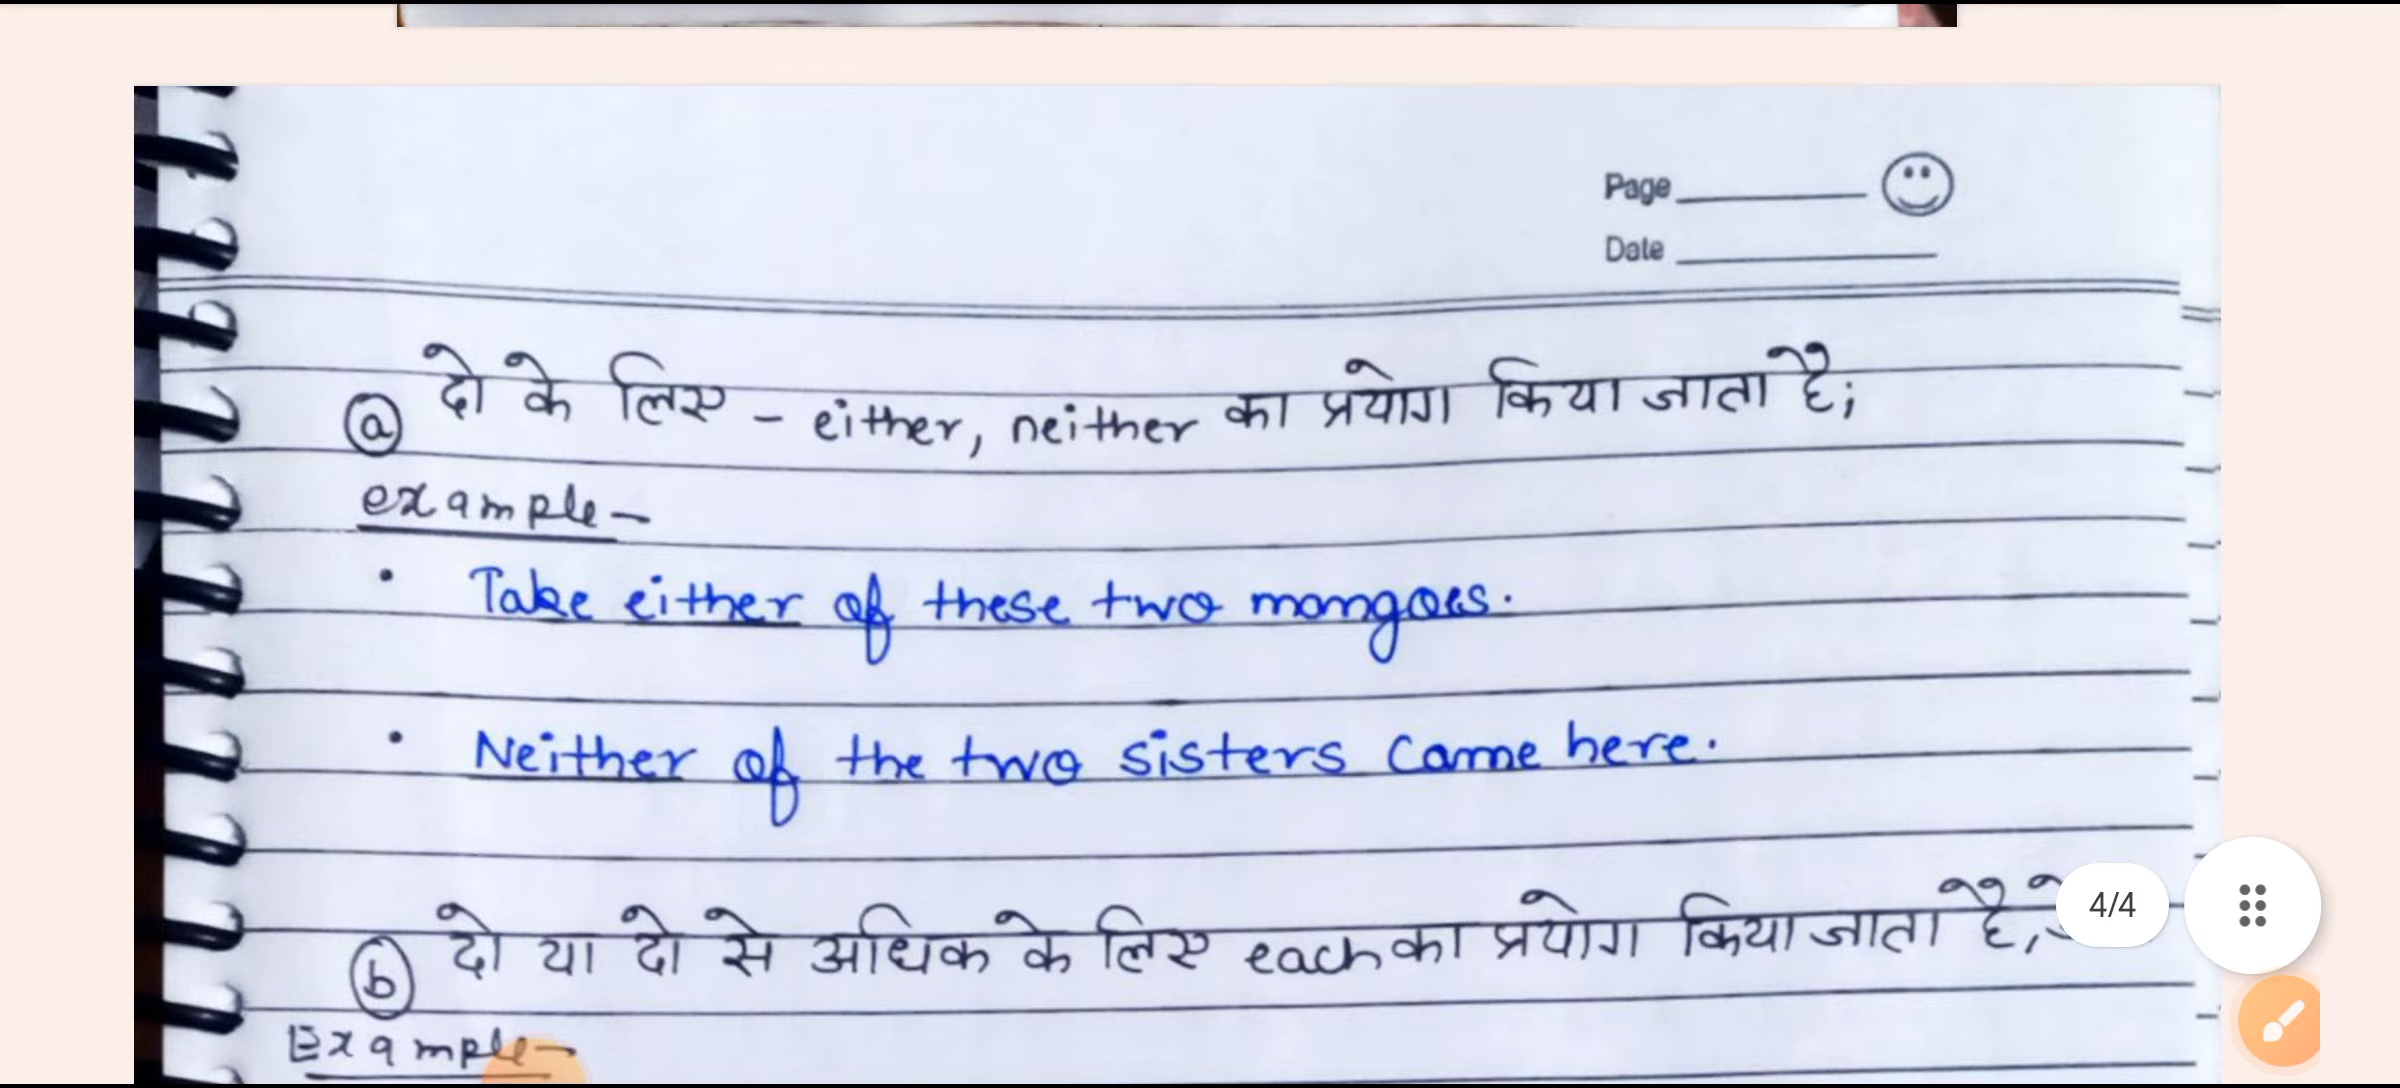 Page
Date
ⓐ दो के लिए - either, neither का प्रयोग किया जाता है;
example-
• Take either of these two mangoes.
• Neither of the two sisters came here.
ⓑ दो या दो से अधिक के लिए each का प्रयोग किया जाता है,
4/4
Example-